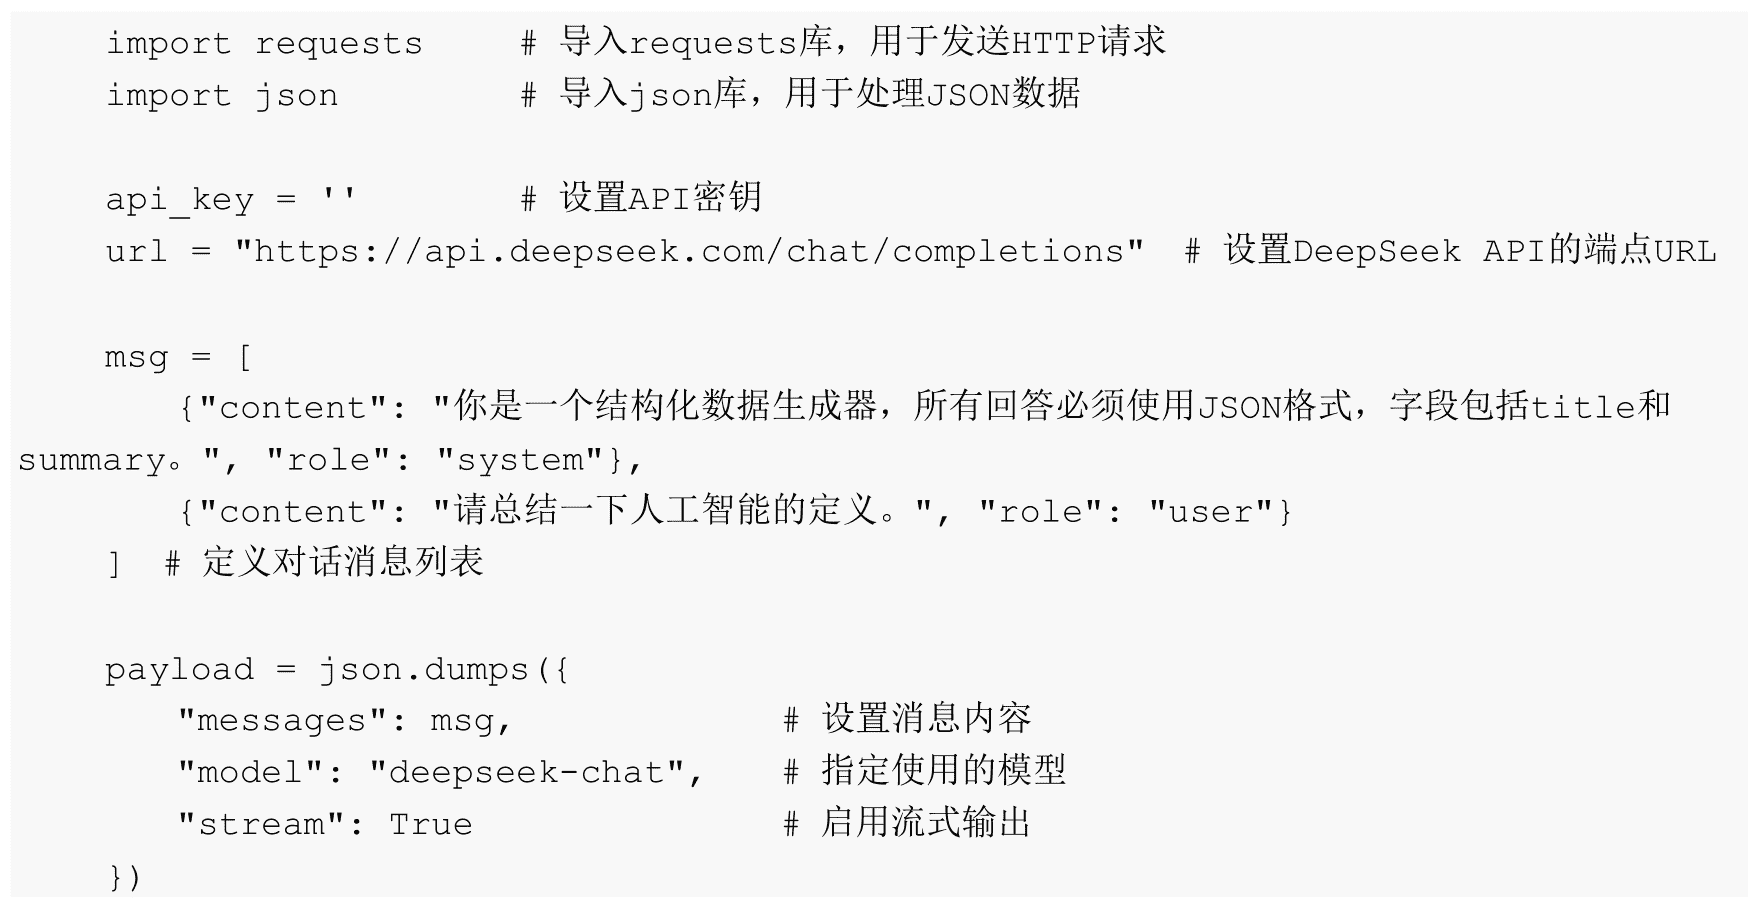 import requests     # 导入requests库，用于发送HTTP请求
import json         # 导入json库，用于处理JSON数据
api_key = ''        # 设置API密钥
url = "https://api.deepseek.com/chat/completions"  # 设置DeepSeek API的端点URL
msg = [
{"content": "你是一个结构化数据生成器，所有回答必须使用JSON格式，字段包括title和
summary。", "role": "system"},
{"content": "请总结一下人工智能的定义。", "role": "user"}
]  # 定义对话消息列表
payload = json.dumps({
"messages": msg,             # 设置消息内容
"model": "deepseek-chat",    # 指定使用的模型
"stream": True               # 启用流式输出
})